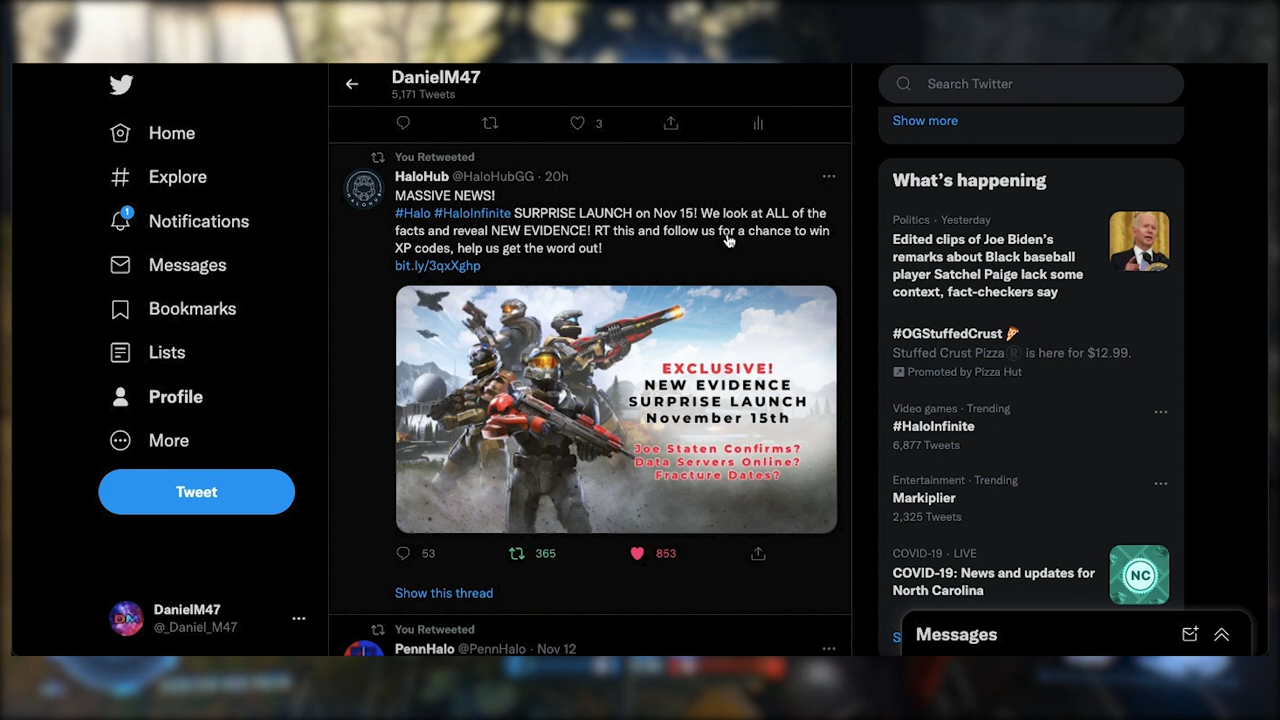 Home
Explore
1
Notifications
Messages
Bookmarks
Lists
Profile
More
Tweet
DanielM47
@_Daniel_M47
DanielM47
5,171 Tweets
3
You Retweeted
HaloHub @HaloHubGG · 20h
MASSIVE NEWS!
#Halo #HaloInfinite SURPRISE LAUNCH on Nov 15! We look at ALL of the
facts and reveal NEW EVIDENCE! RT this and follow us for a chance to win
XP codes, help us get the word out!
bit.ly/3qxXghp
EXCLUSIVE!
NEW EVIDENCE
SURPRISE LAUNCH
November 15th
Joe Staten Confirms?
Data Servers Online?
Fracture Dates?
53 365 853
Show this thread
You Retweeted
PennHalo @PennHalo · Nov 12
Search Twitter
Show more
What's happening
Politics · Yesterday
Edited clips of Joe Biden's
remarks about Black baseball
player Satchel Paige lack some
context, fact-checkers say
#OGStuffedCrust 🍕
Stuffed Crust Pizza ® is here for $12.99.
Promoted by Pizza Hut
Video games · Trending
#HaloInfinite
6,877 Tweets
Entertainment · Trending
Markiplier
2,325 Tweets
COVID-19 · LIVE
COVID-19: News and updates for
North Carolina
NC
Messages